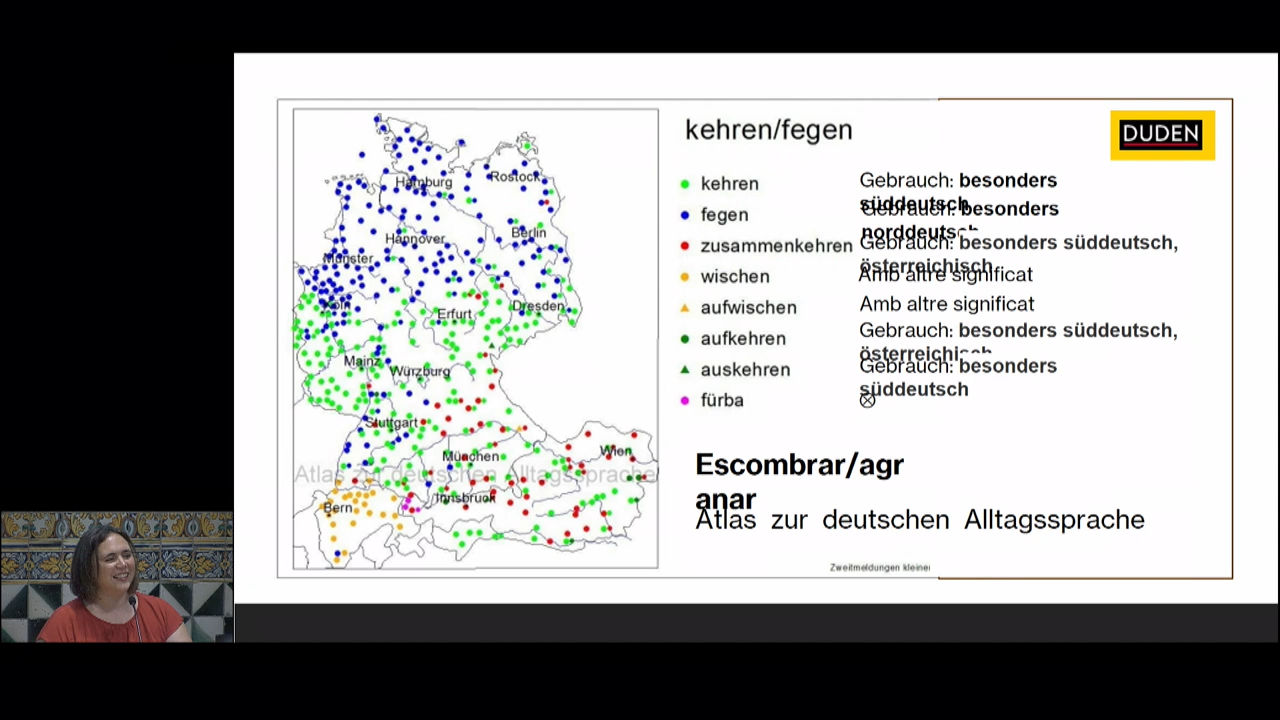 kehren/fegen
DUDEN
kehren
Gebrauch: besonders
süddeutsch
fegen
Gebrauch: besonders
norddeutsch
zusammenkehren
Gebrauch: besonders süddeutsch,
österreichisch
wischen
Amb altre significat
aufwischen
Amb altre significat
aufkehren
Gebrauch: besonders süddeutsch,
österreichisch
auskehren
Gebrauch: besonders
süddeutsch
fürba
Hamburg
Rostock
Hannover
Berlin
Münster
Köln
Erfurt
Dresden
Mainz
Würzburg
Stuttgart
München
Wien
Atlas zur deutschen Alltagssprache
Innsbruck
Bern
Escombrar/agr
anar
Atlas zur deutschen Alltagssprache
Zweitmeldungen kleiner